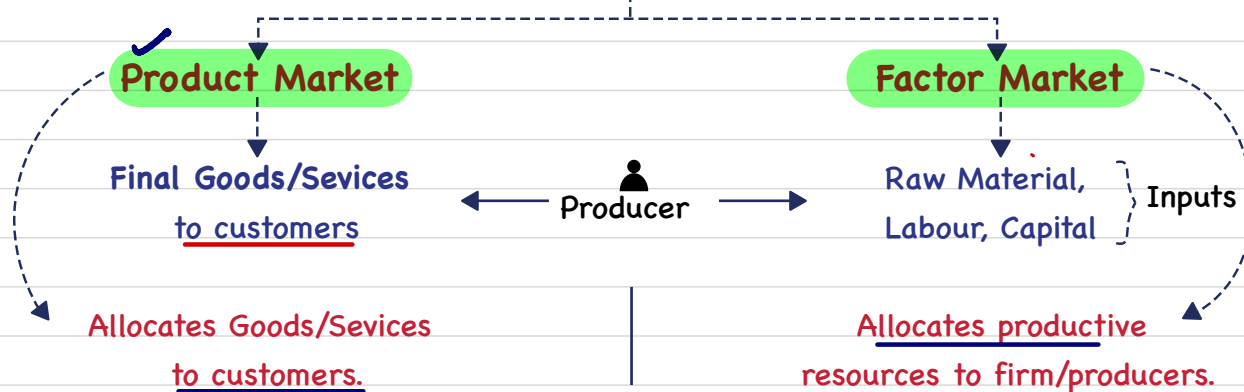 Product Market
Factor Market
Final Goods/Sevices
to customers
Producer
Raw Material,
Labour, Capital
Inputs
Allocates Goods/Sevices
to customers.
Allocates productive
resources to firm/producers.